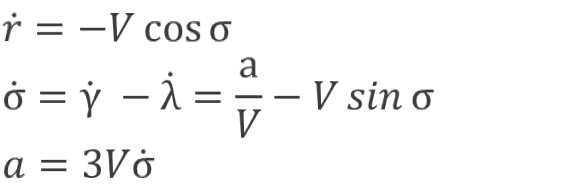 ṙ = −V cos σ
σ̇ = γ̇ − λ̇ = a/V − V sin σ
a = 3Vσ̇